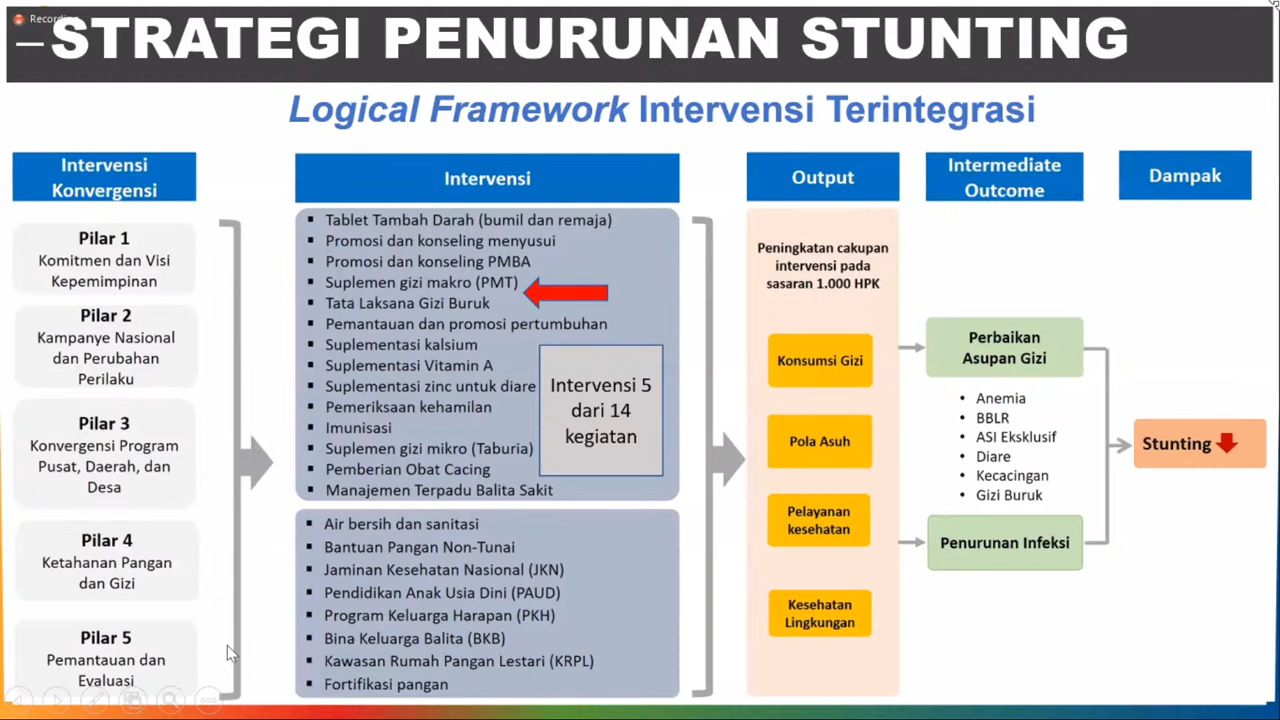 Recording
–STRATEGI PENURUNAN STUNTING
Logical Framework Intervensi Terintegrasi
Intervensi
Konvergensi
Pilar 1
Komitmen dan Visi
Kepemimpinan
Pilar 2
Kampanye Nasional
dan Perubahan
Perilaku
Pilar 3
Konvergensi Program
Pusat, Daerah, dan
Desa
Pilar 4
Ketahanan Pangan
dan Gizi
Pilar 5
Pemantauan dan
Evaluasi
Intervensi
▪ Tablet Tambah Darah (bumil dan remaja)
▪ Promosi dan konseling menyusui
▪ Promosi dan konseling PMBA
▪ Suplemen gizi makro (PMT)
▪ Tata Laksana Gizi Buruk
▪ Pemantauan dan promosi pertumbuhan
▪ Suplementasi kalsium
▪ Suplementasi Vitamin A
▪ Suplementasi zinc untuk diare
▪ Pemeriksaan kehamilan
▪ Imunisasi
▪ Suplemen gizi mikro (Taburia)
▪ Pemberian Obat Cacing
▪ Manajemen Terpadu Balita Sakit
Intervensi 5
dari 14
kegiatan
▪ Air bersih dan sanitasi
▪ Bantuan Pangan Non-Tunai
▪ Jaminan Kesehatan Nasional (JKN)
▪ Pendidikan Anak Usia Dini (PAUD)
▪ Program Keluarga Harapan (PKH)
▪ Bina Keluarga Balita (BKB)
▪ Kawasan Rumah Pangan Lestari (KRPL)
▪ Fortifikasi pangan
Output
Peningkatan cakupan
intervensi pada
sasaran 1.000 HPK
Konsumsi Gizi
Pola Asuh
Pelayanan
kesehatan
Kesehatan
Lingkungan
Intermediate
Outcome
Perbaikan
Asupan Gizi
• Anemia
• BBLR
• ASI Eksklusif
• Diare
• Kecacingan
• Gizi Buruk
Penurunan Infeksi
Dampak
Stunting